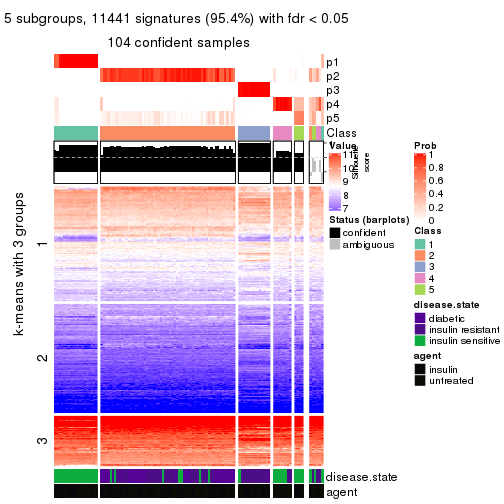 5 subgroups, 11441 signatures (95.4%) with fdr < 0.05
104 confident samples
p1
p2
p3
p4
p5
Class
Silhouette
score
k-means with 3 groups
1
2
3
disease.state
agent
Value
11
10
9
8
7
Status (barplots)
confident
ambiguous
Prob
1
0.8
0.6
0.4
0.2
0
Class
1
2
3
4
5
disease.state
diabetic
insulin resistant
insulin sensitive
agent
insulin
untreated